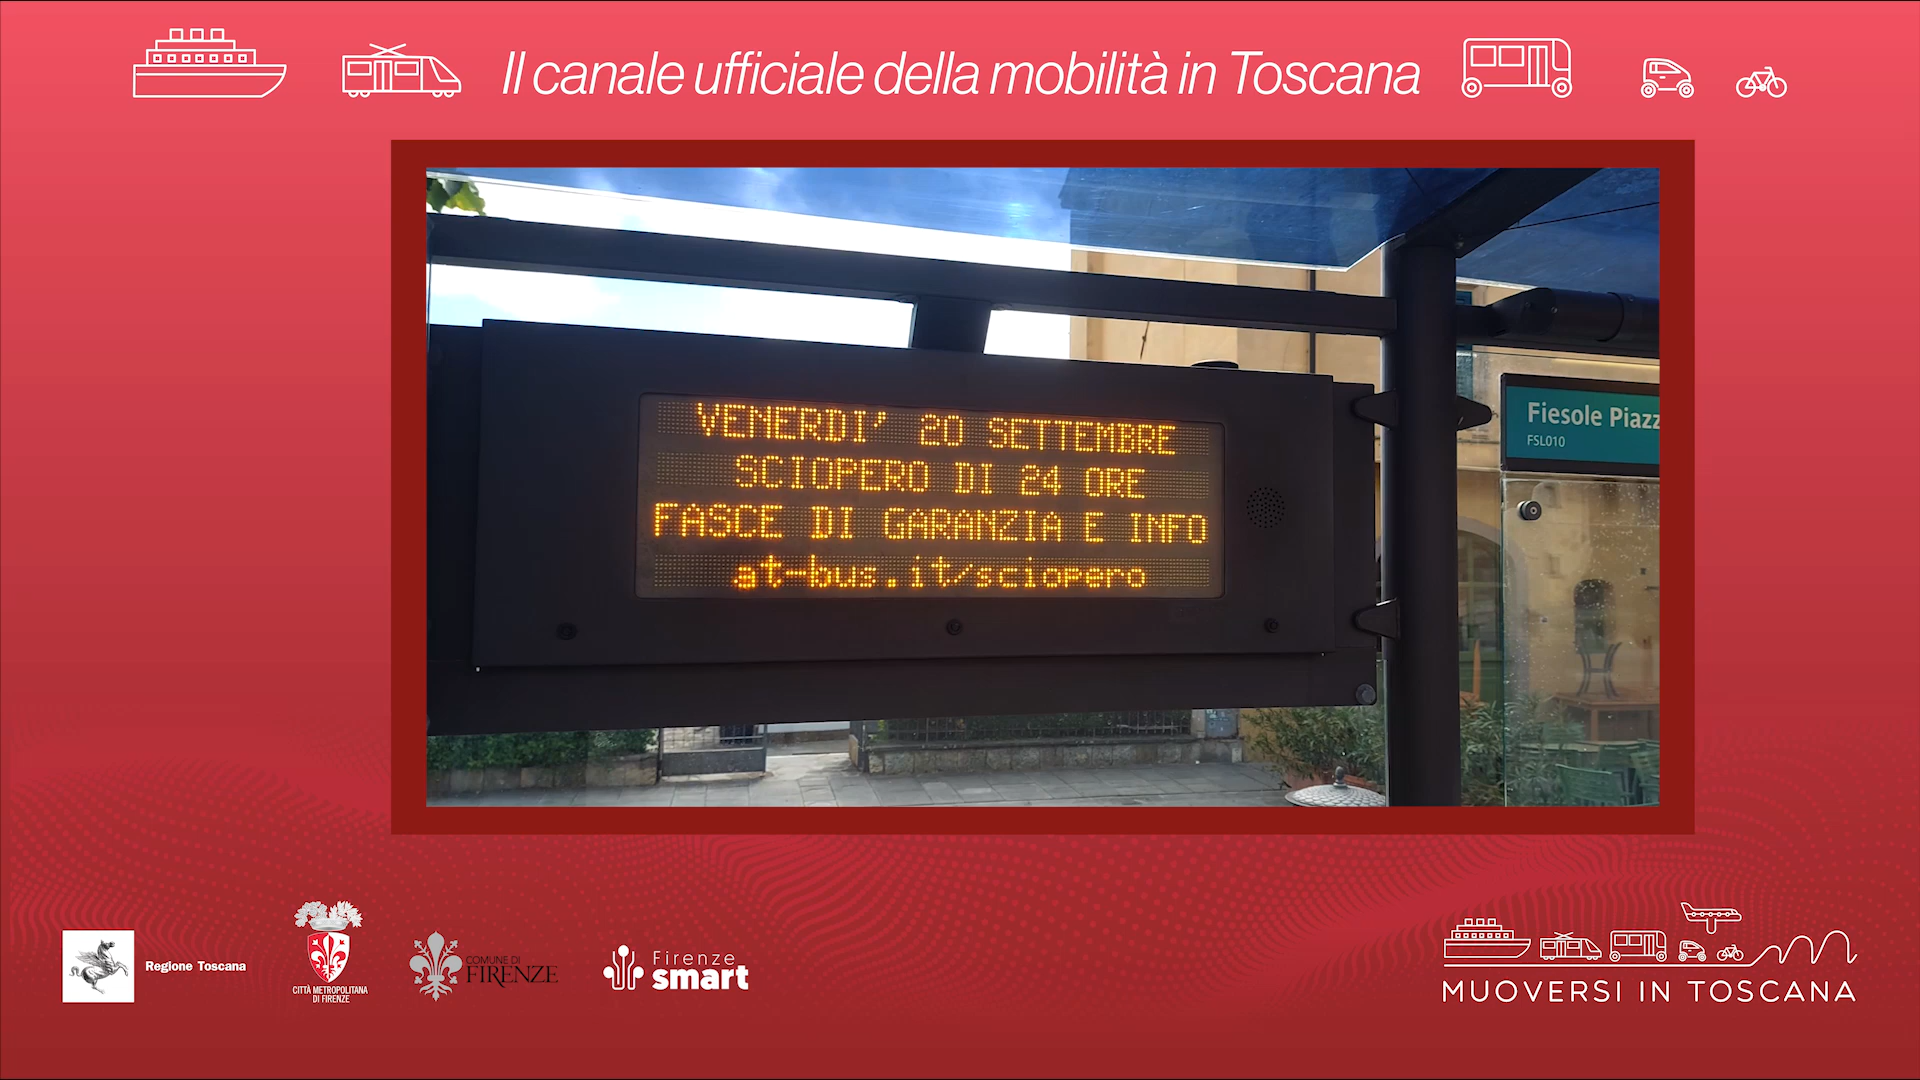 Il canale ufficiale della mobilità in Toscana
VENERDI' 20 SETTEMBRE
SCIOPERO DI 24 ORE
FASCE DI GARANZIA E INFO
at-bus.it/sciopero
Fiesole Piazz
FSL010
Regione Toscana
CITTÀ METROPOLITANA
DI FIRENZE
COMUNE DI
FIRENZE
Firenze
smart
MUOVERSI IN TOSCANA